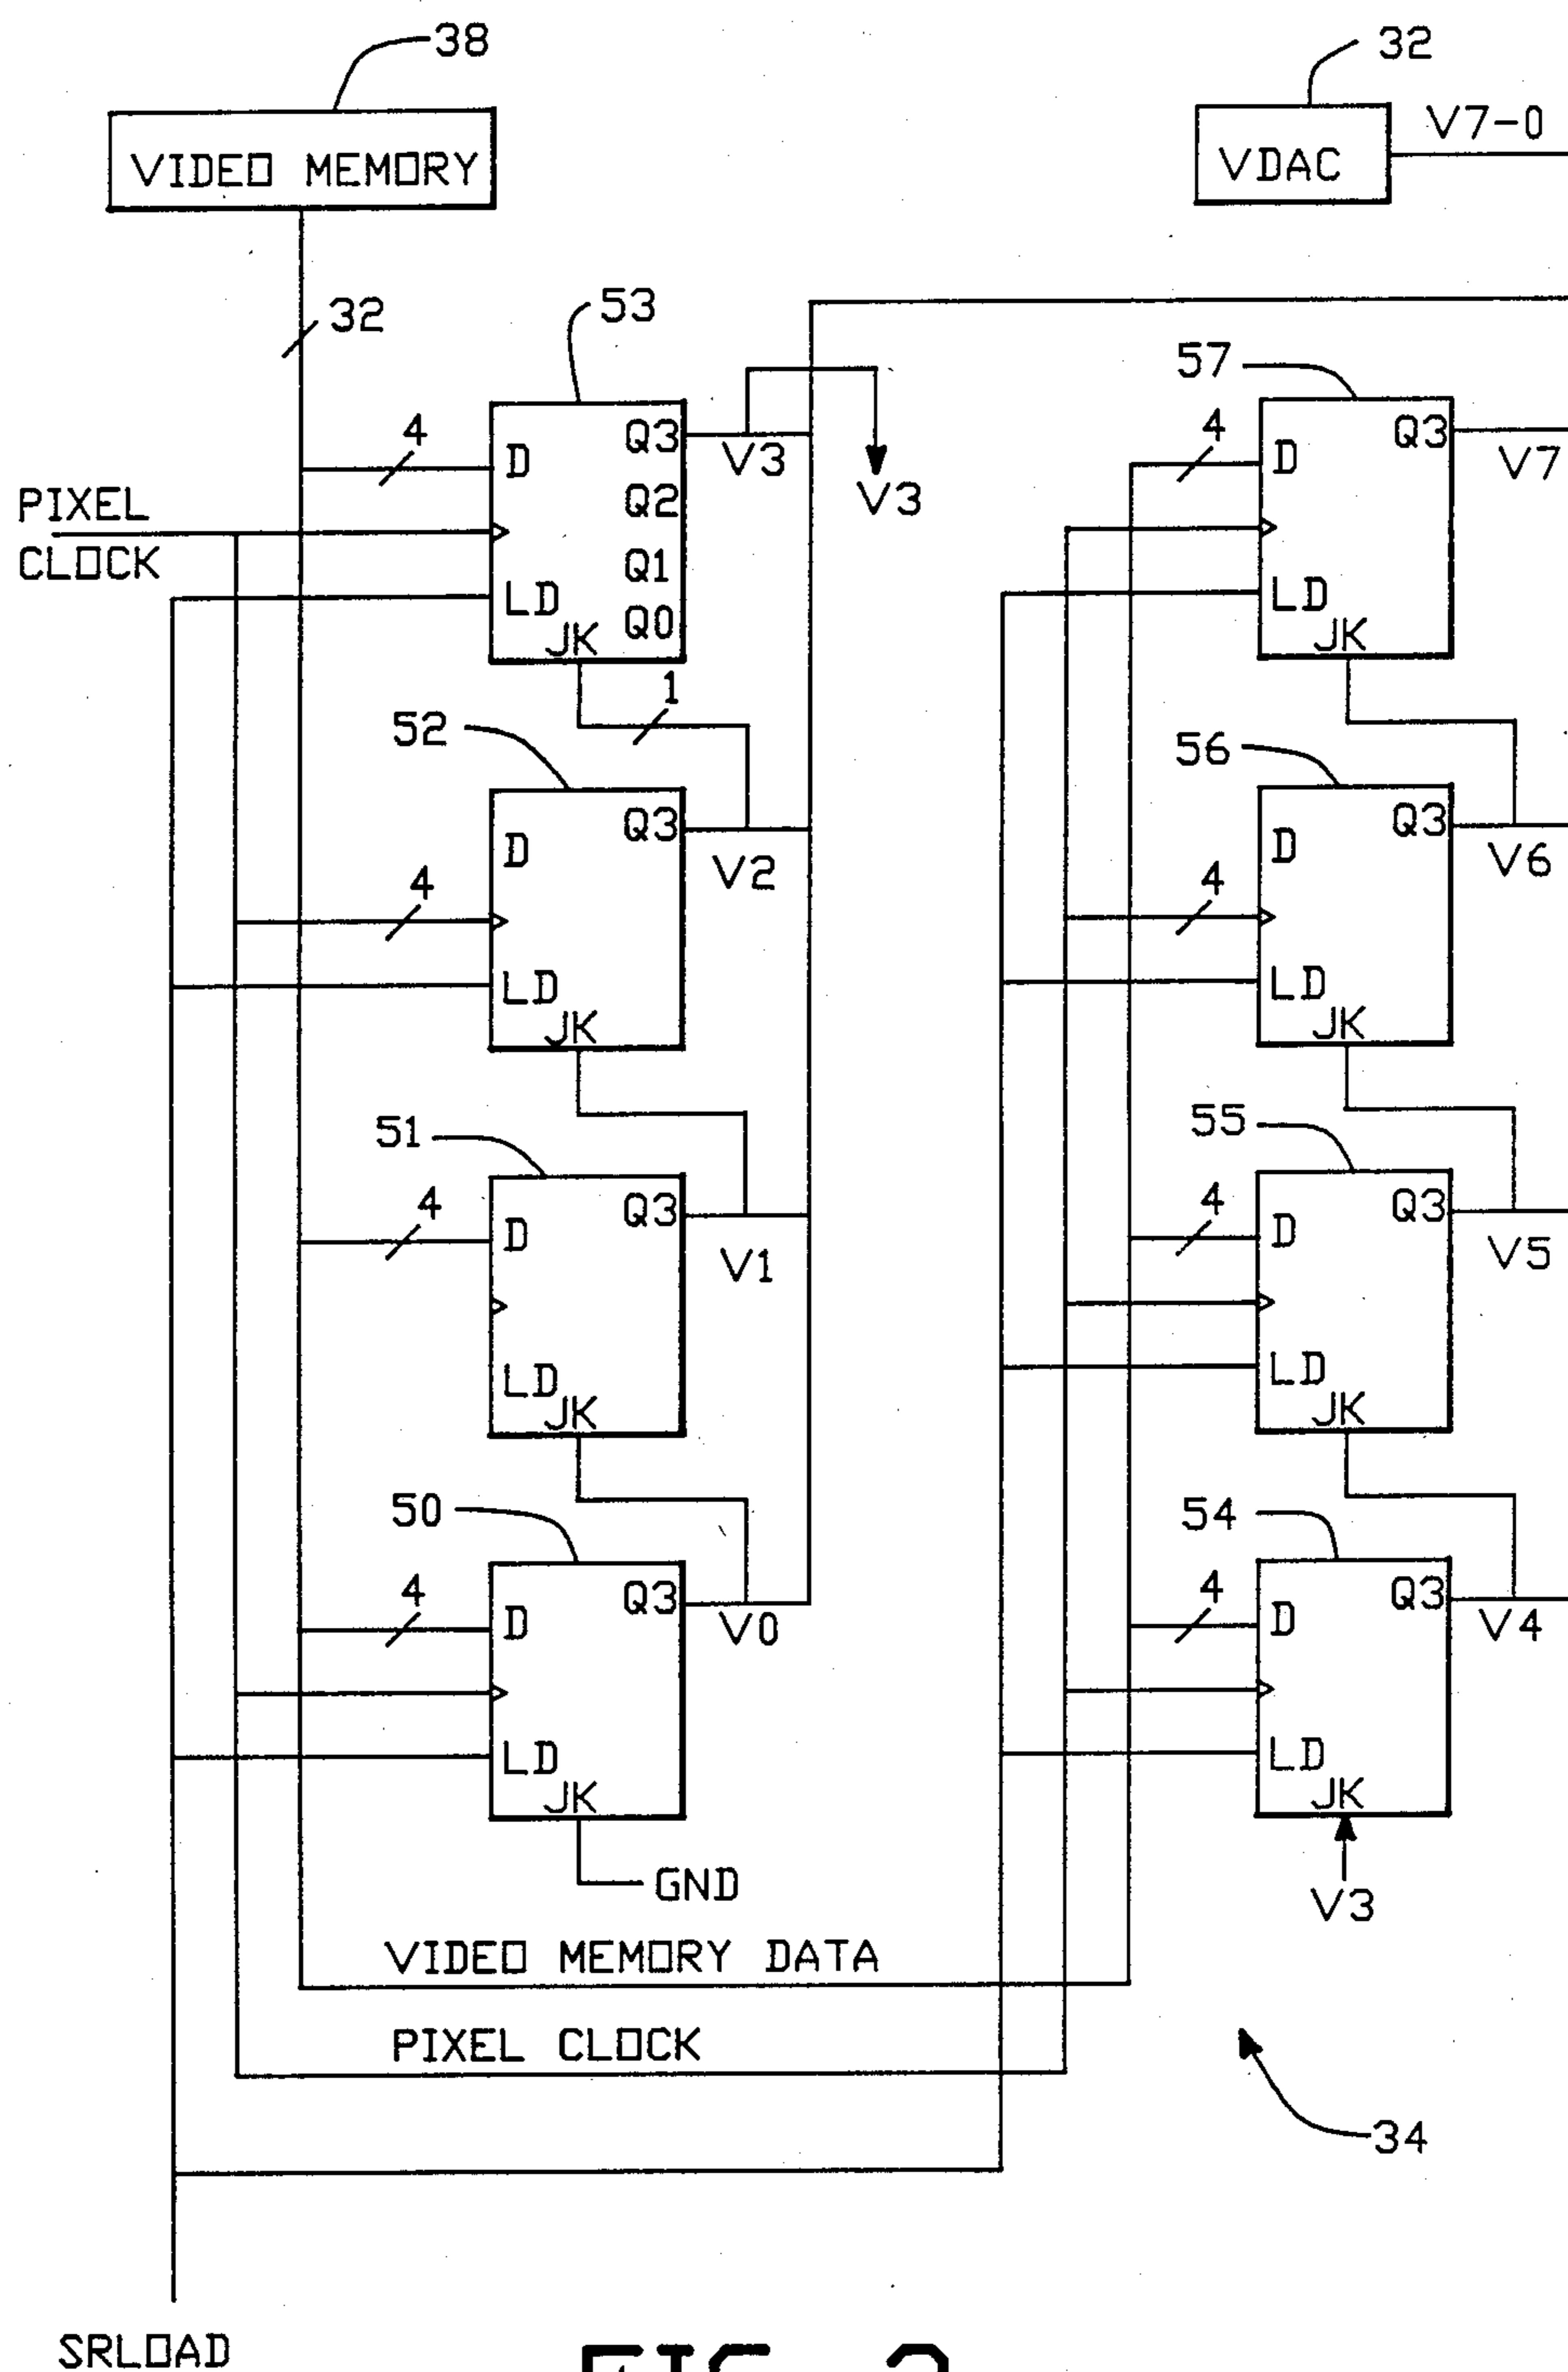 38
VIDEO MEMORY
32
VDAC
V7-0
32
53
4
D
Q3
Q2
Q1
Q0
LD
JK
V3
V3
PIXEL
CLOCK
1
57
4
D
Q3
LD
JK
V7
52
D
Q3
4
LD
JK
V2
56
D
Q3
4
LD
JK
V6
51
4
D
Q3
LD
JK
V1
55
4
D
Q3
LD
JK
V5
50
4
D
Q3
LD
JK
V0
GND
54
4
D
Q3
LD
JK
V4
V3
VIDEO MEMORY DATA
PIXEL CLOCK
34
SRLOAD